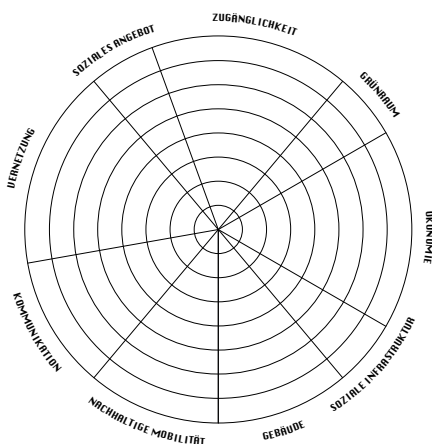 ZUGÄNGLICHKEIT
GRÜNRAUM
ÖKONOMIE
SOZIALE INFRASTRUKTUR
GEBÄUDE
NACHHALTIGE MOBILITÄT
KOMMUNIKATION
VERNETZUNG
SOZIALES ANGEBOT